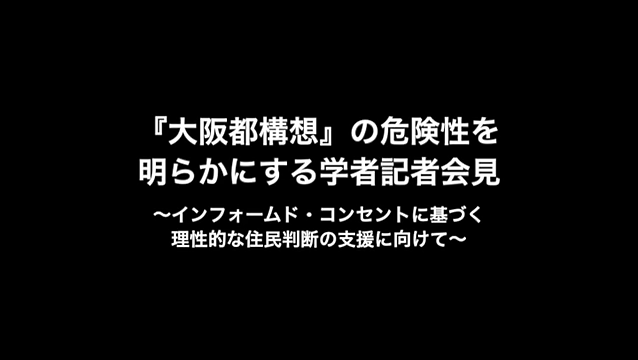 『大阪都構想』の危険性を
明らかにする学者記者会見
〜インフォームド・コンセントに基づく
理性的な住民判断の支援に向けて〜